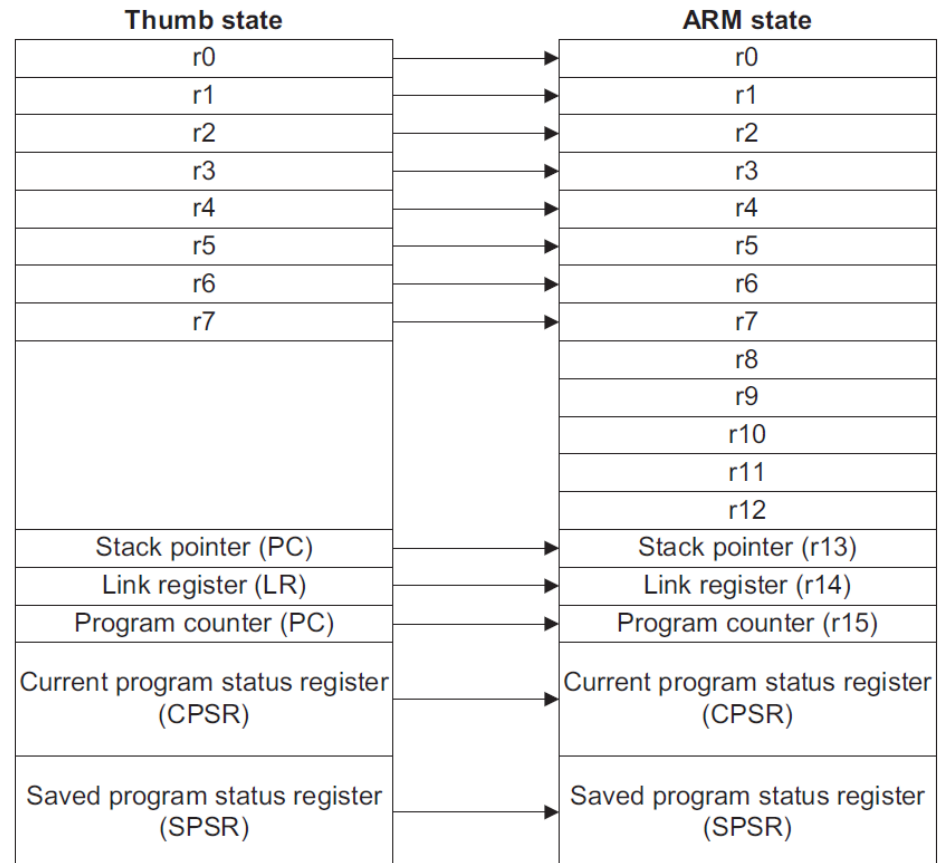 Thumb state
ARM state
r0
r0
r1
r1
r2
r2
r3
r3
r4
r4
r5
r5
r6
r6
r7
r7
r8
r9
r10
r11
r12
Stack pointer (PC)
Stack pointer (r13)
Link register (LR)
Link register (r14)
Program counter (PC)
Program counter (r15)
Current program status register
(CPSR)
Current program status register
(CPSR)
Saved program status register
(SPSR)
Saved program status register
(SPSR)